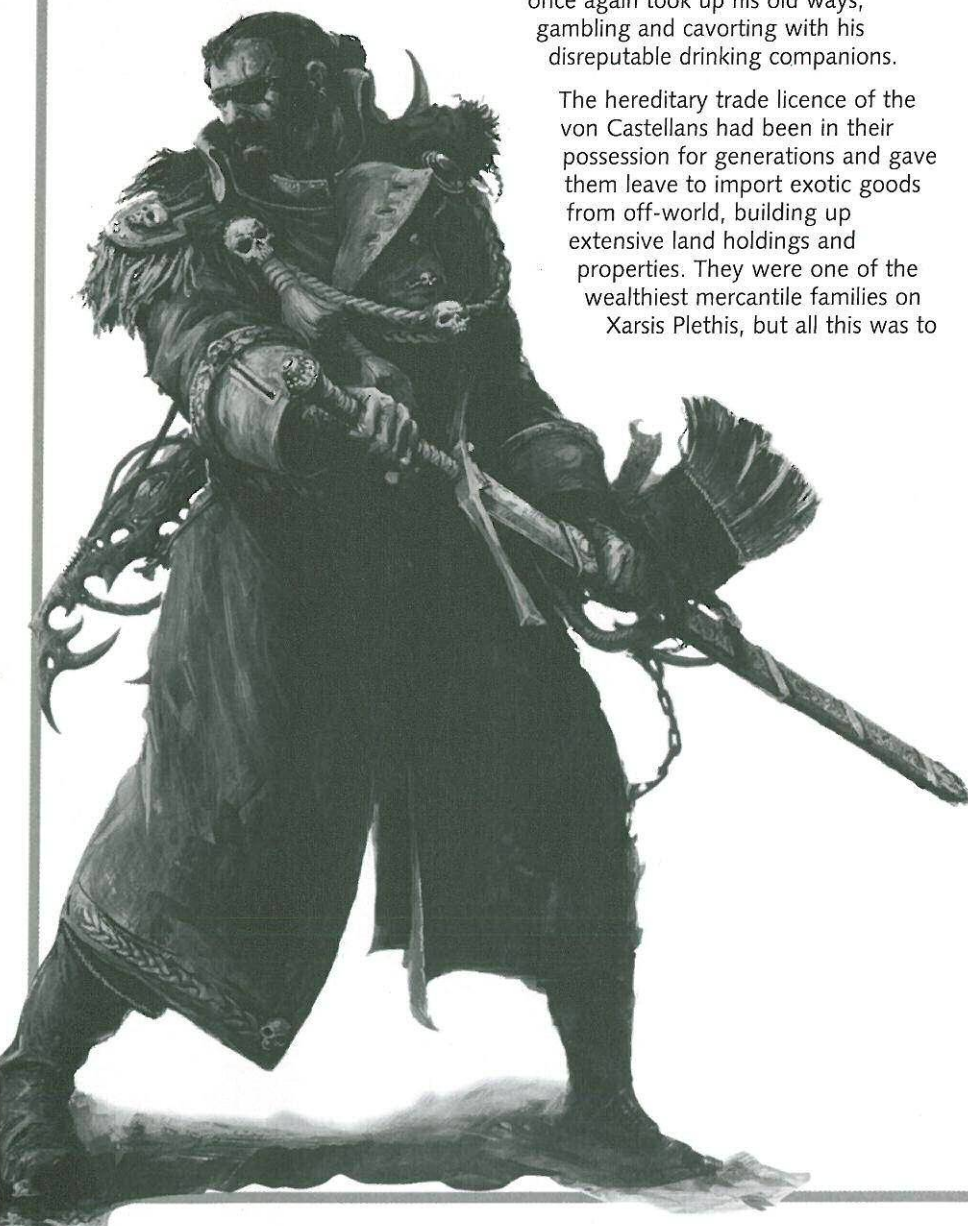 once again took up his old ways,
gambling and cavorting with his
disreputable drinking companions.
The hereditary trade licence of the
von Castellans had been in their
possession for generations and gave
them leave to import exotic goods
from off-world, building up
extensive land holdings and
properties. They were one of the
wealthiest mercantile families on
Xarsis Plethis, but all this was to